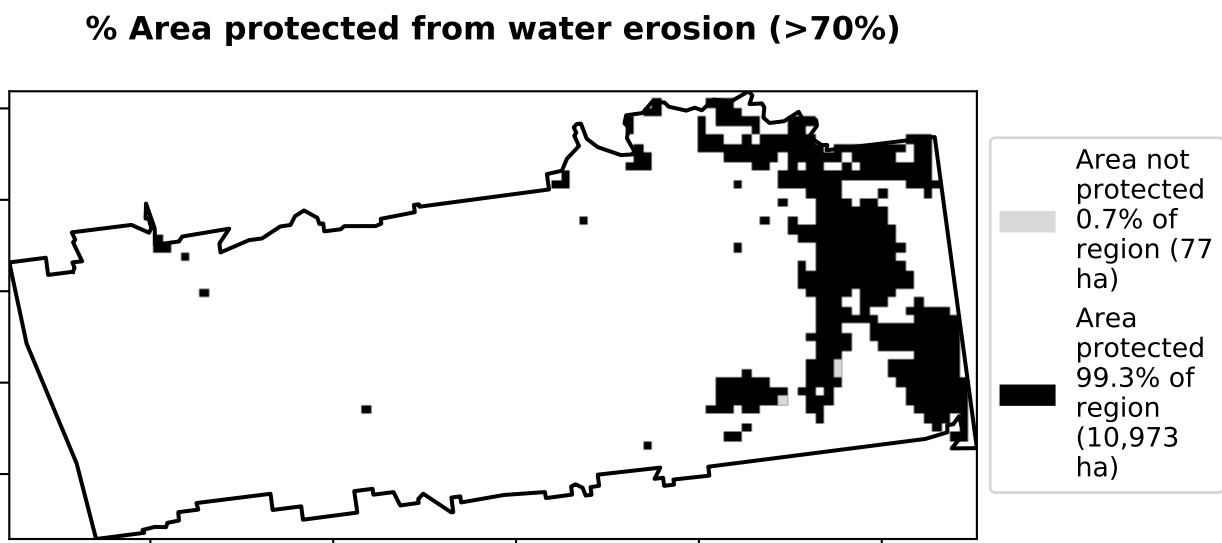 % Area protected from water erosion (>70%)
Area not
protected
0.7% of
region (77
ha)
Area
protected
99.3% of
region
(10,973
ha)